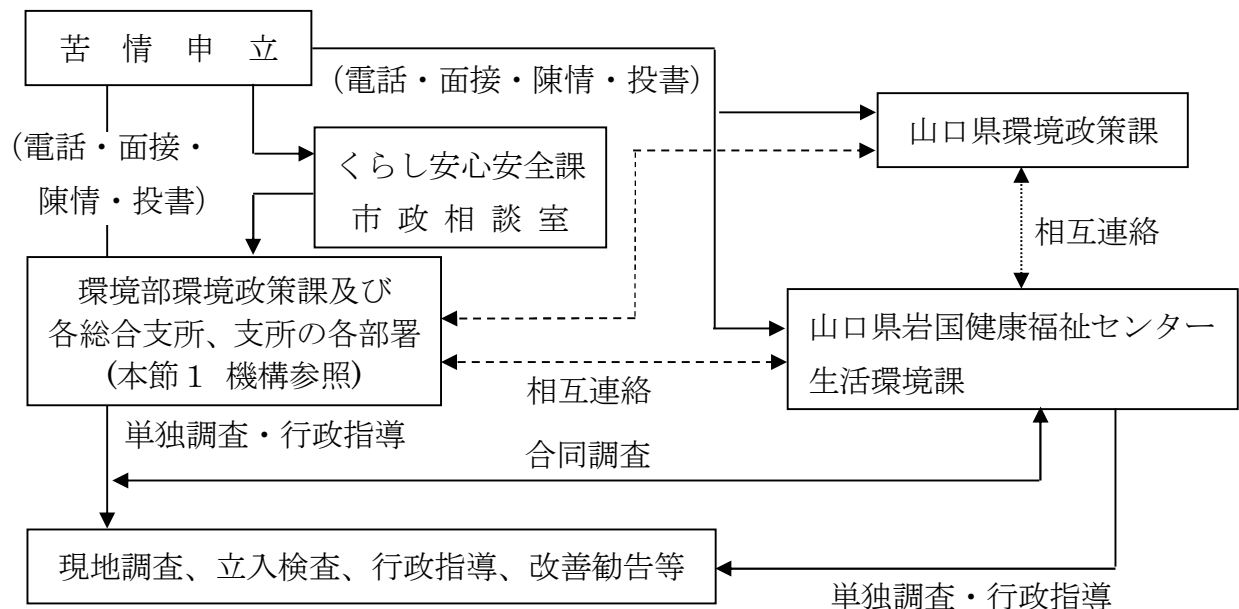 苦情申立
（電話・面接・陳情・投書）
山口県環境政策課
（電話・面接・
陳情・投書）
くらし安心安全課
市政相談室
相互連絡
環境部環境政策課及び
各総合支所、支所の各部署
(本節１ 機構参照)
山口県岩国健康福祉センター
生活環境課
相互連絡
単独調査・行政指導
合同調査
現地調査、立入検査、行政指導、改善勧告等
単独調査・行政指導